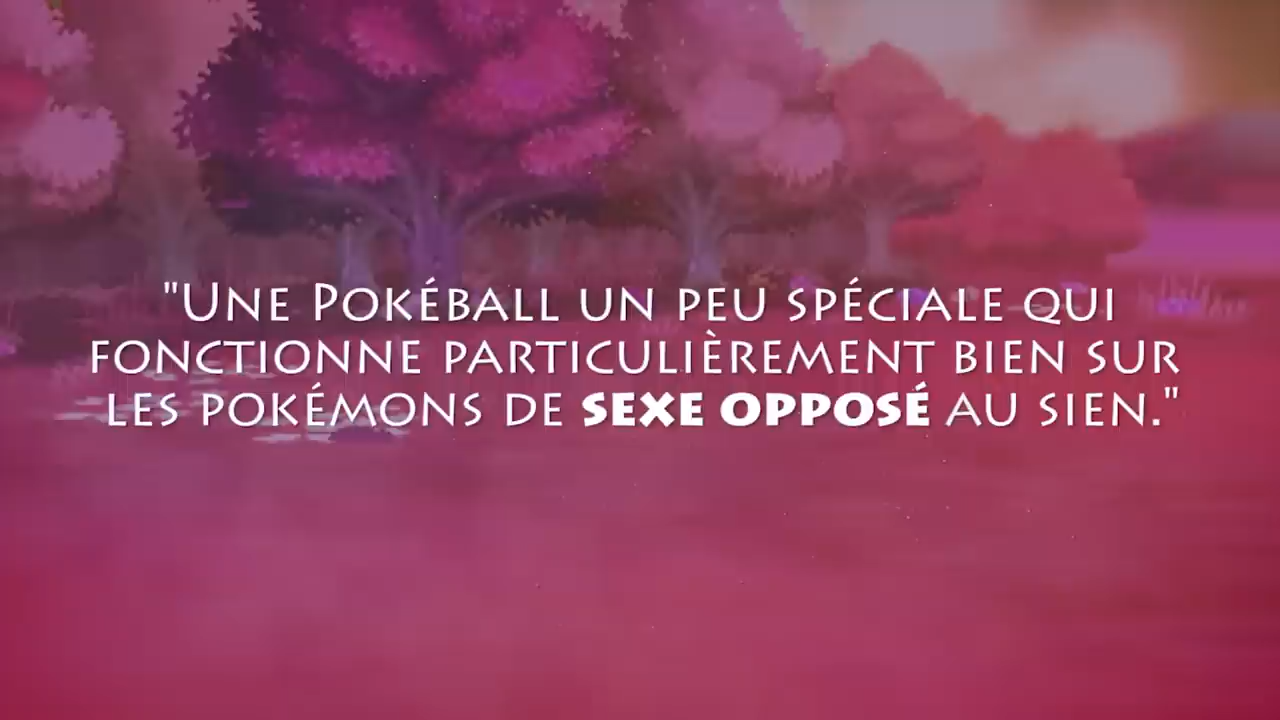 "Une Pokéball un peu spéciale qui
fonctionne particulièrement bien sur
les pokémons de sexe opposé au sien."